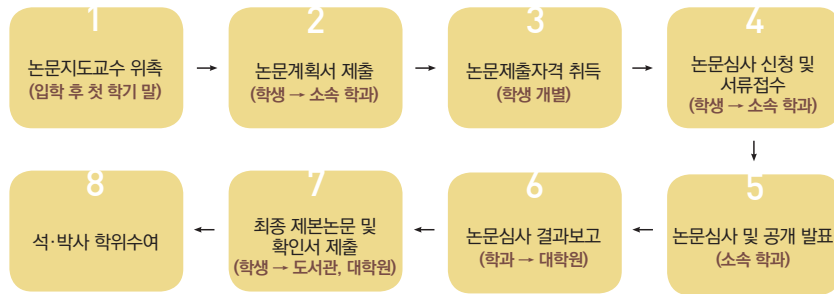 1
논문지도교수 위촉
(입학 후 첫 학기 말)
→
2
논문계획서 제출
(학생 → 소속 학과)
→
3
논문제출자격 취득
(학생 개별)
→
4
논문심사 신청 및
서류접수
(학생 → 소속 학과)
↓
5
논문심사 및 공개 발표
(소속 학과)
←
6
논문심사 결과보고
(학과 → 대학원)
←
7
최종 제본논문 및
확인서 제출
(학생 → 도서관, 대학원)
←
8
석·박사 학위수여